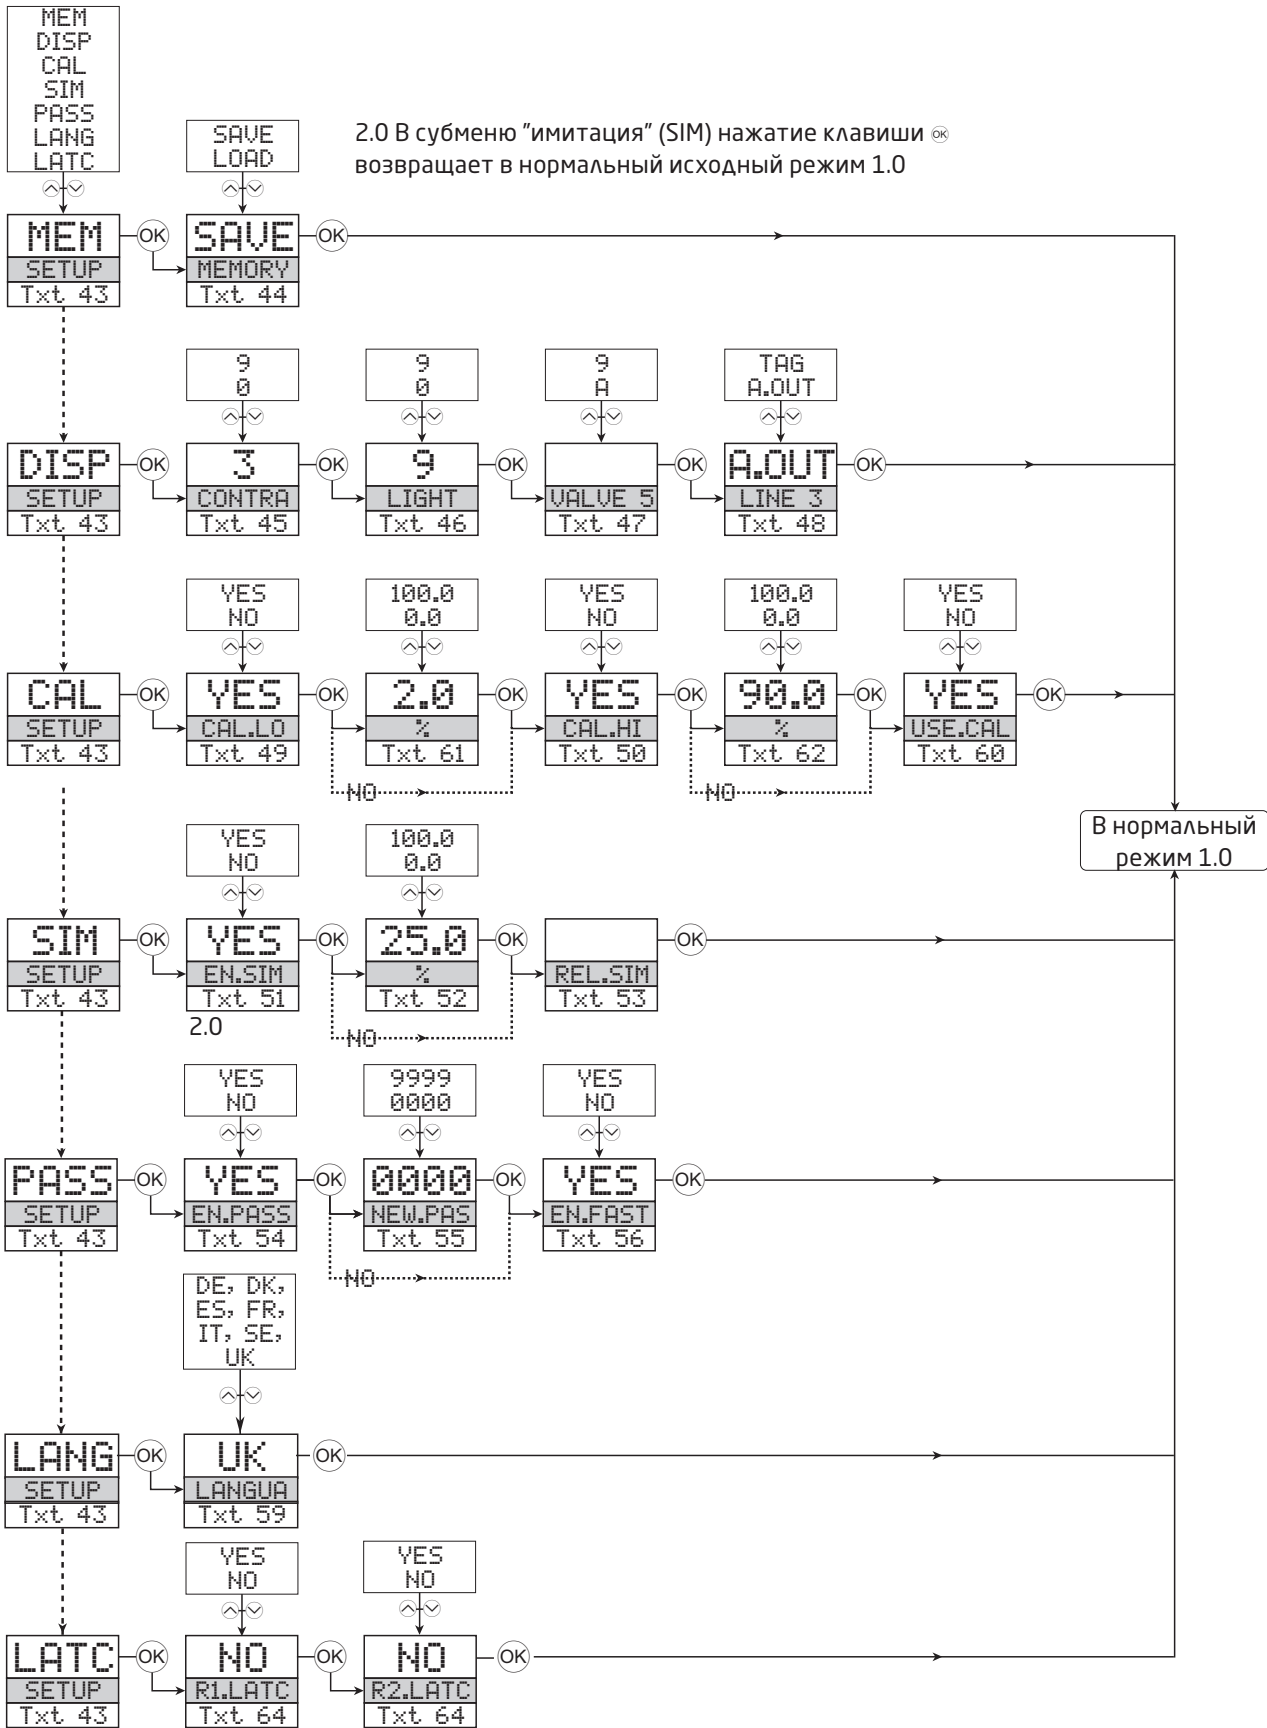 MEM
DISP
CAL
SIM
PASS
LANG
LATC
SAVE
LOAD
2.0 В субменю "имитация" (SIM) нажатие клавиши OK
возвращает в нормальный исходный режим 1.0
MEM OK SAVE OK
SETUP MEMORY
Txt 43 Txt 44
9 9 9 TAG
0 0 A A.OUT
DISP OK 3 OK 9 OK OK A.OUT OK
SETUP CONTRA LIGHT VALVE 5 LINE 3
Txt 43 Txt 45 Txt 46 Txt 47 Txt 48
YES 100.0 YES 100.0 YES
NO 0.0 NO 0.0 NO
CAL OK YES OK 2.0 OK YES OK 90.0 OK YES OK
SETUP CAL.LO % CAL.HI % USE.CAL
Txt 43 Txt 49 Txt 61 Txt 50 Txt 62 Txt 60
NO NO
В нормальный
режим 1.0
YES 100.0
NO 0.0
SIM OK YES OK 25.0 OK OK
SETUP EN.SIM % REL.SIM
Txt 43 Txt 51 Txt 52 Txt 53
2.0 NO
YES 9999 YES
NO 0000 NO
PASS OK YES OK 0000 OK YES OK
SETUP EN.PASS NEW.PAS EN.FAST
Txt 43 Txt 54 Txt 55 Txt 56
NO
DE, DK,
ES, FR,
IT, SE,
UK
LANG OK UK OK
SETUP LANGUA
Txt 43 Txt 59
YES YES
NO NO
LATC OK NO OK NO OK
SETUP R1.LATC R2.LATC
Txt 43 Txt 64 Txt 64